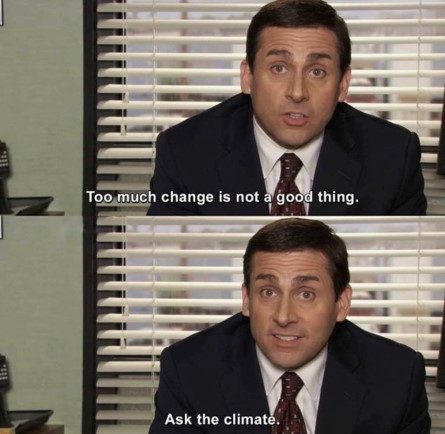 Too much change is not a good thing.
Ask the climate.